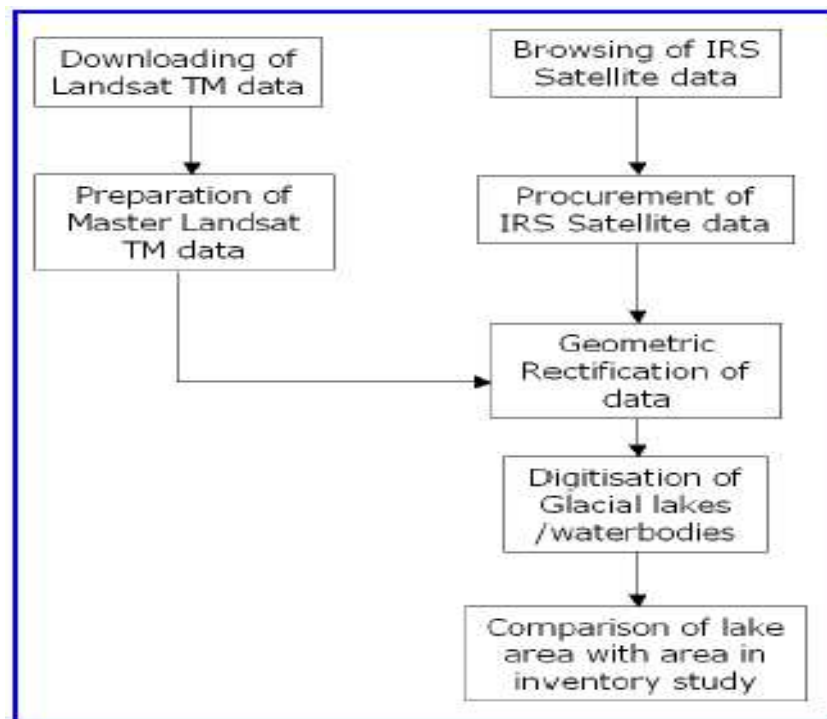 Downloading of
Landsat TM data
Browsing of IRS
Satellite data
Preparation of
Master Landsat
TM data
Procurement of
IRS Satellite data
Geometric
Rectification of
data
Digitisation of
Glacial lakes
/waterbodies
Comparison of lake
area with area in
inventory study